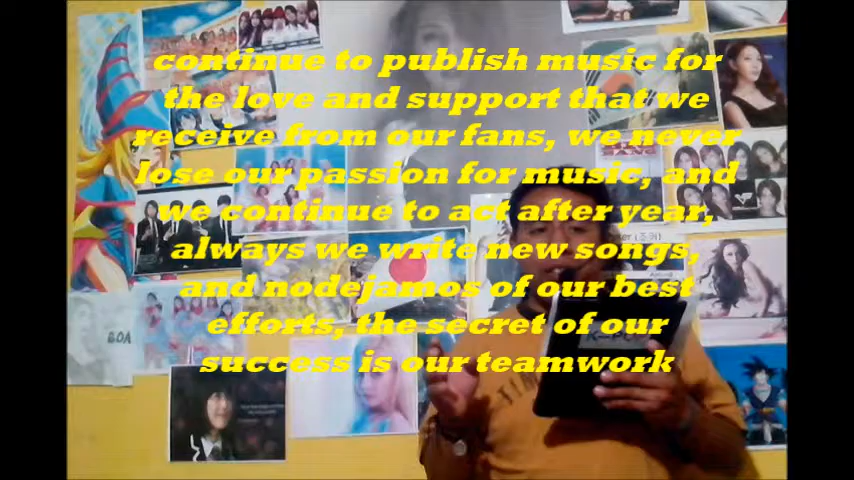 continue to publish music for
the love and support that we
receive from our fans, we never
lose our passion for music, and
we continue to act after year,
always we write new songs,
and nodejamos of our best
efforts, the secret of our
success is our teamwork
BOA
K-POP